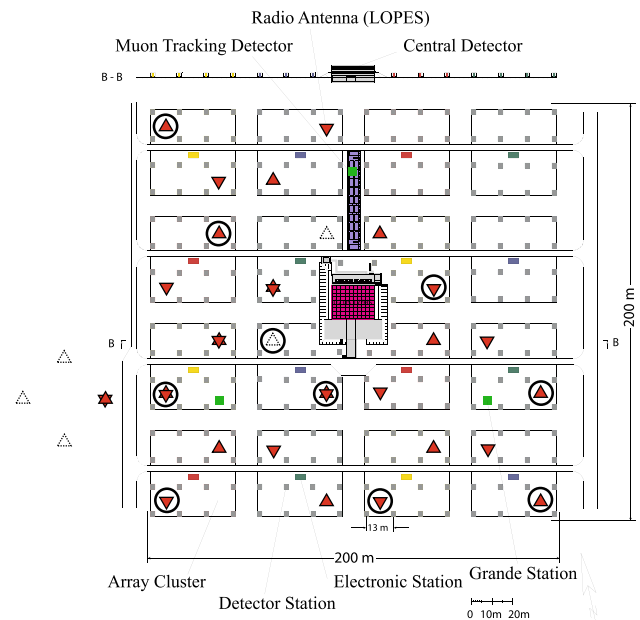 Radio Antenna (LOPES)
Muon Tracking Detector
Central Detector
B - B
B
B
200 m
13 m
200 m
Array Cluster
Electronic Station
Grande Station
Detector Station
0 10m 20m